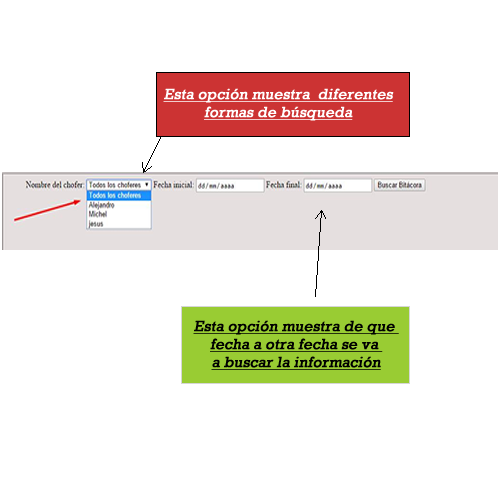 Esta opción muestra diferentes
formas de búsqueda
Nombre del chofer: Todos los choferes Fecha inicial: dd/mm/aaaa Fecha final: dd/mm/aaaa Buscar Bitácora
Todos los choferes
Alejandro
Michel
jesus
Esta opción muestra de que
fecha a otra fecha se va
a buscar la información